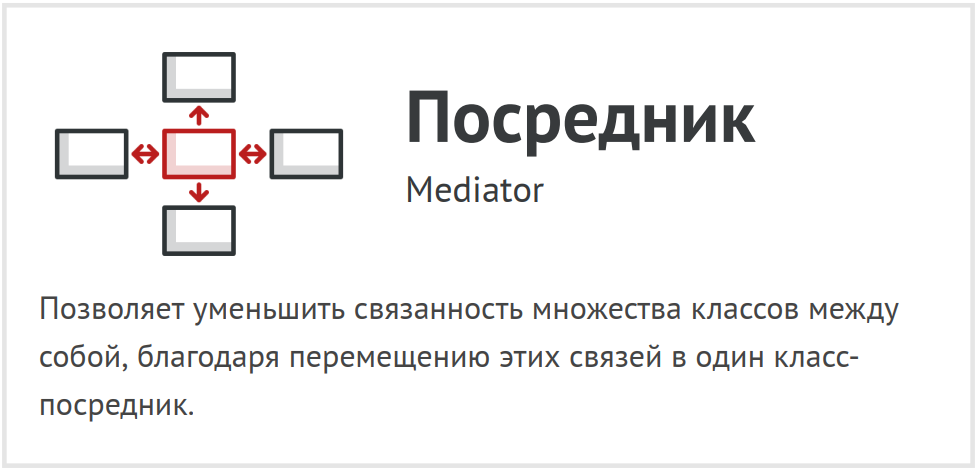 Посредник
Mediator
Позволяет уменьшить связанность множества классов между
собой, благодаря перемещению этих связей в один класс-
посредник.